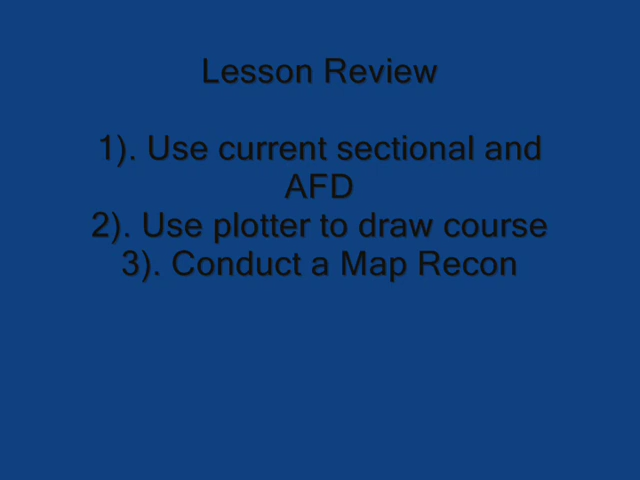 Lesson Review
1). Use current sectional and
AFD
2). Use plotter to draw course
3). Conduct a Map Recon